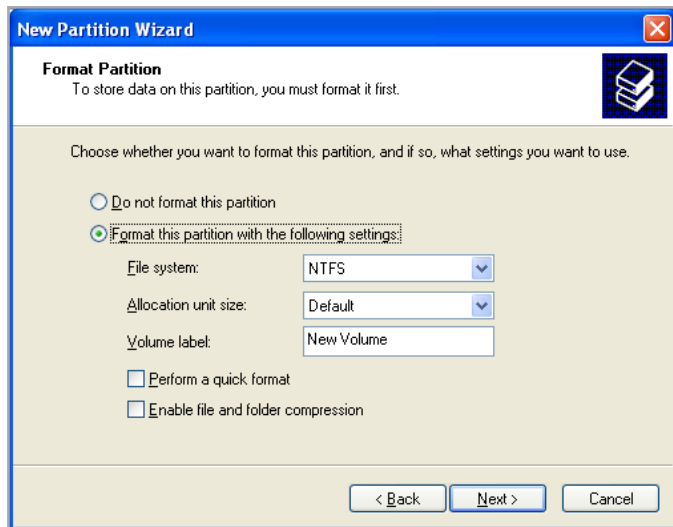 New Partition Wizard
Format Partition
To store data on this partition, you must format it first.
Choose whether you want to format this partition, and if so, what settings you want to use.
Do not format this partition
Format this partition with the following settings:
File system:
NTFS
Allocation unit size:
Default
Volume label:
New Volume
Perform a quick format
Enable file and folder compression
< Back
Next >
Cancel